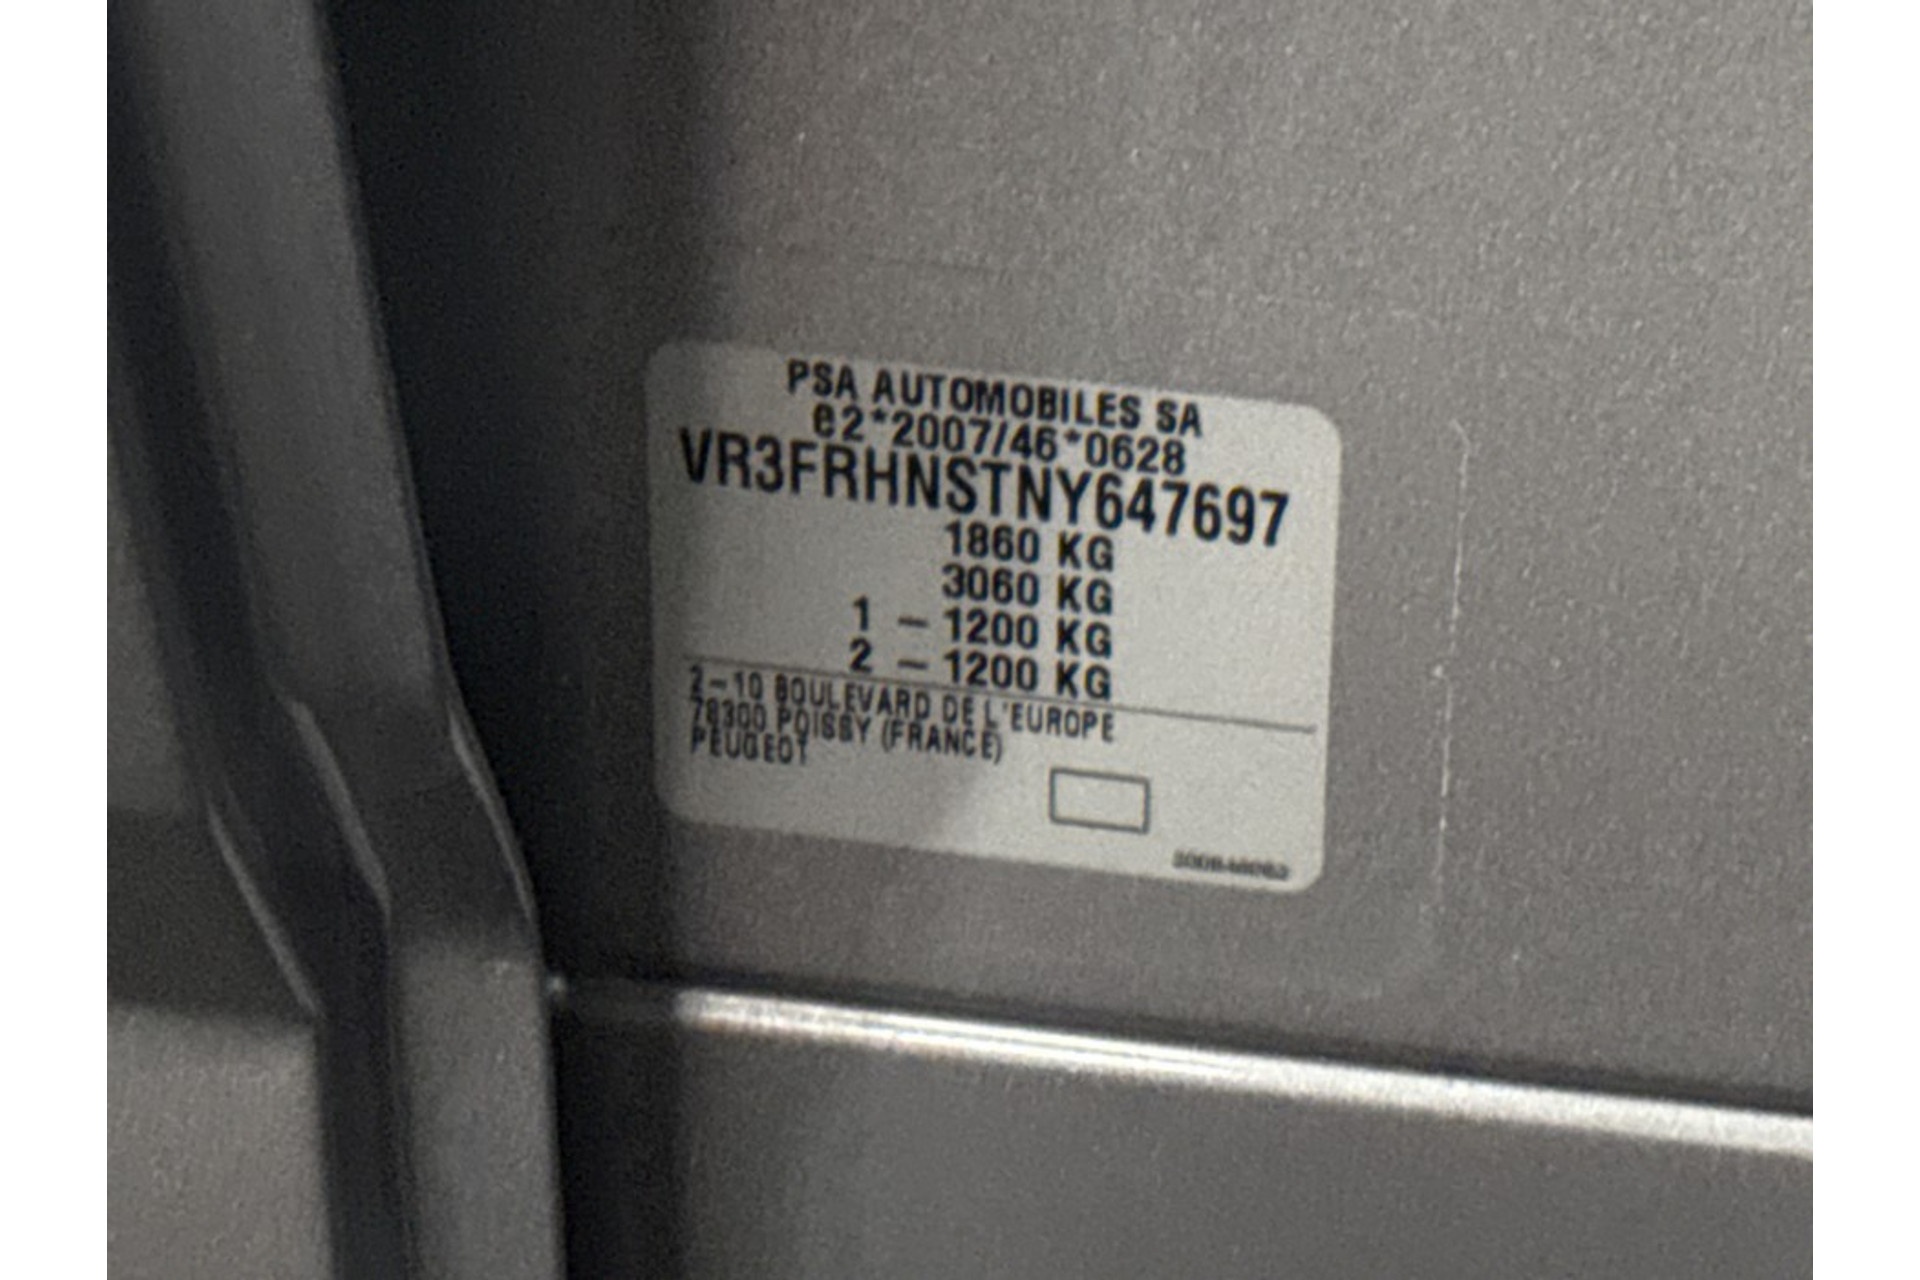 PSA AUTOMOBILES SA
e2*2007/46*0628
VR3FRHNSTNY647697
1860 KG
3060 KG
1 - 1200 KG
2 - 1200 KG
2-10 BOULEVARD DE L'EUROPE
78300 POISSY (FRANCE)
PEUGEOT